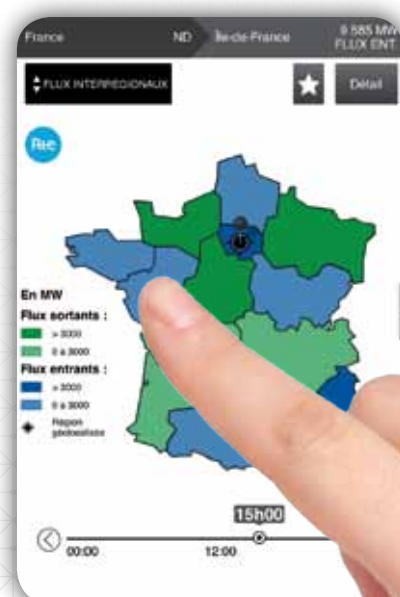 France ND Île-de-France 9 585 MW
FLUX ENT
FLUX INTERREGIONAUX
Détail
Rte
En MW
Flux sortants :
> 3000
0 à 3000
Flux entrants :
> 3000
0 à 3000
Région
géolocalisée
15h00
00:00 12:00